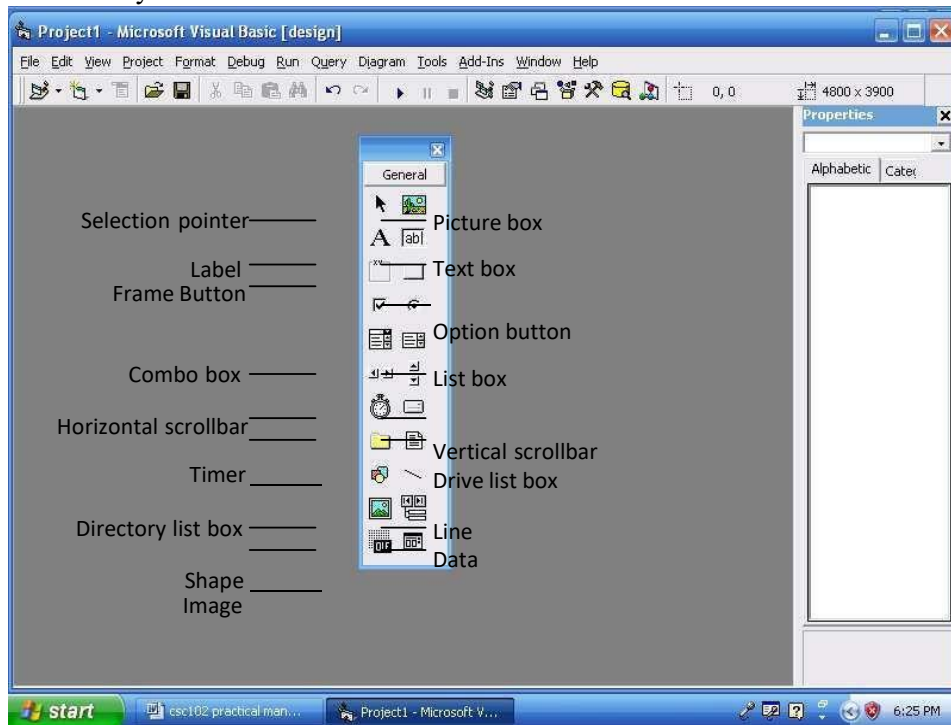 Project1 - Microsoft Visual Basic [design]
File Edit View Project Format Debug Run Query Diagram Tools Add-Ins Window Help
0, 0 4800 x 3900
Properties
General
Alphabetic
Selection pointer
Picture box
A ab
Label
Text box
Frame Button
Option button
Combo box
List box
Horizontal scrollbar
Vertical scrollbar
Timer
Drive list box
Directory list box
Line
OLE
Data
Shape
Image
start csc102 practical man... Project1 - Microsoft V... 6:25 PM